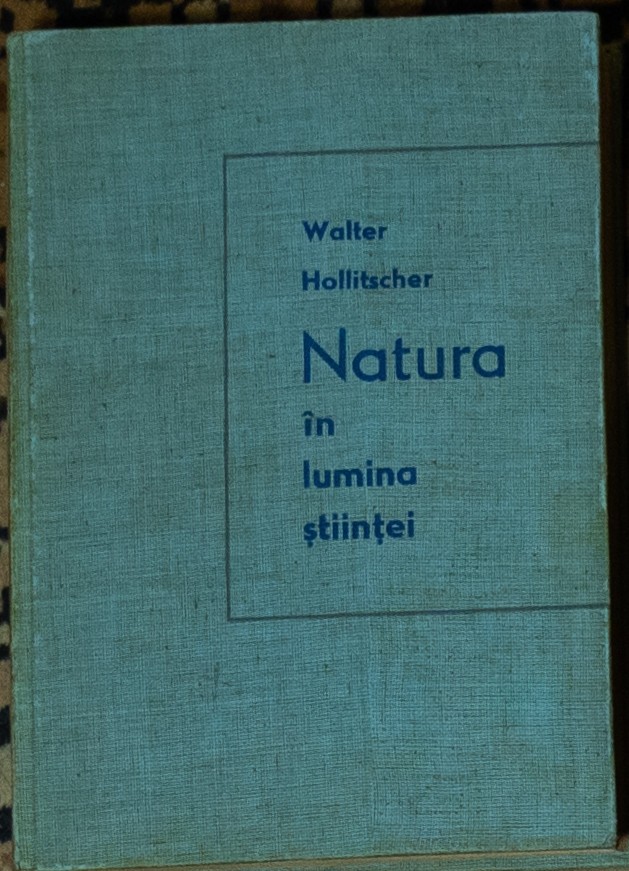 Walter
Hollitscher
Natura
în
lumina
științei